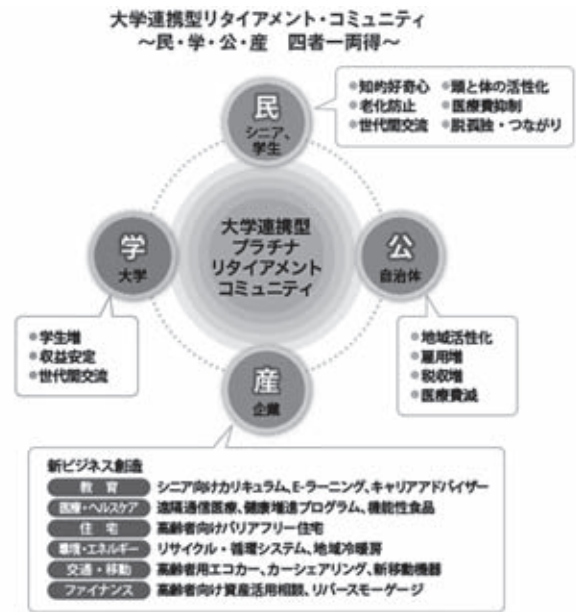 大学連携型リタイアメント・コミュニティ
～民・学・公・産 四者一両得～
民
シニア、
学生
●知的好奇心 ●頭と体の活性化
●老化防止 ●医療費抑制
●世代間交流 ●脱孤独・つながり
学
大学
大学連携型
プラチナ
リタイアメント
コミュニティ
公
自治体
●学生増
●収益安定
●世代間交流
●地域活性化
●雇用増
●税収増
●医療費減
産
企業
新ビジネス創造
教育 シニア向けカリキュラム、E-ラーニング、キャリアアドバイザー
医療・ヘルスケア 遠隔通信医療、健康増進プログラム、機能性食品
住宅 高齢者向けバリアフリー住宅
環境・エネルギー リサイクル・循環システム、地域冷暖房
交通・移動 高齢者用エコカー、カーシェアリング、新移動機器
ファイナンス 高齢者向け資産活用相談、リバースモーゲージ